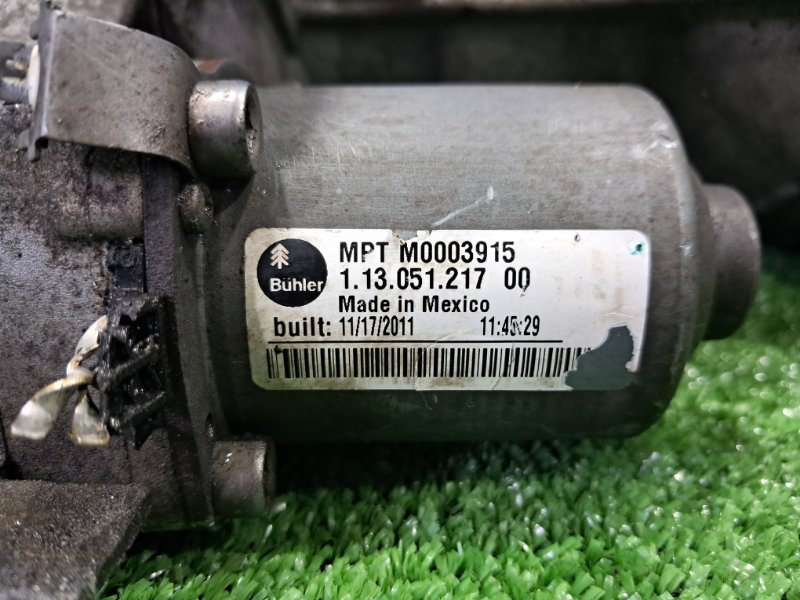 Bühler
MPT M0003915
1.13.051.217 00
Made in Mexico
built: 11/17/2011 11:45:29